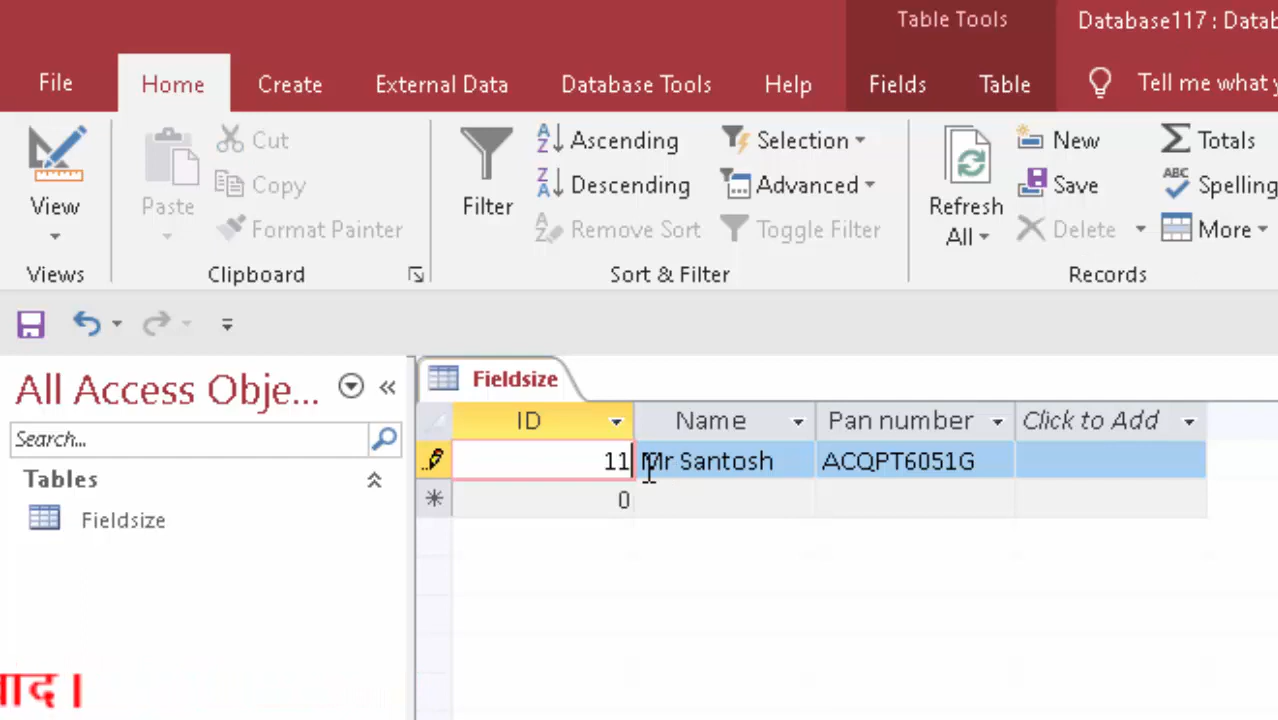 Table Tools
Database117 : Datab
File Home Create External Data Database Tools Help Fields Table Tell me what y
View
Views
Paste
Cut
Copy
Format Painter
Clipboard
Filter
Ascending
Descending
Remove Sort
Selection
Advanced
Toggle Filter
Sort & Filter
Refresh
All
New
Save
Delete
Totals
Spelling
More
Records
All Access Obje...
Search...
Tables
Fieldsize
Fieldsize
ID Name Pan number Click to Add
11 Mr Santosh ACQPT6051G
0